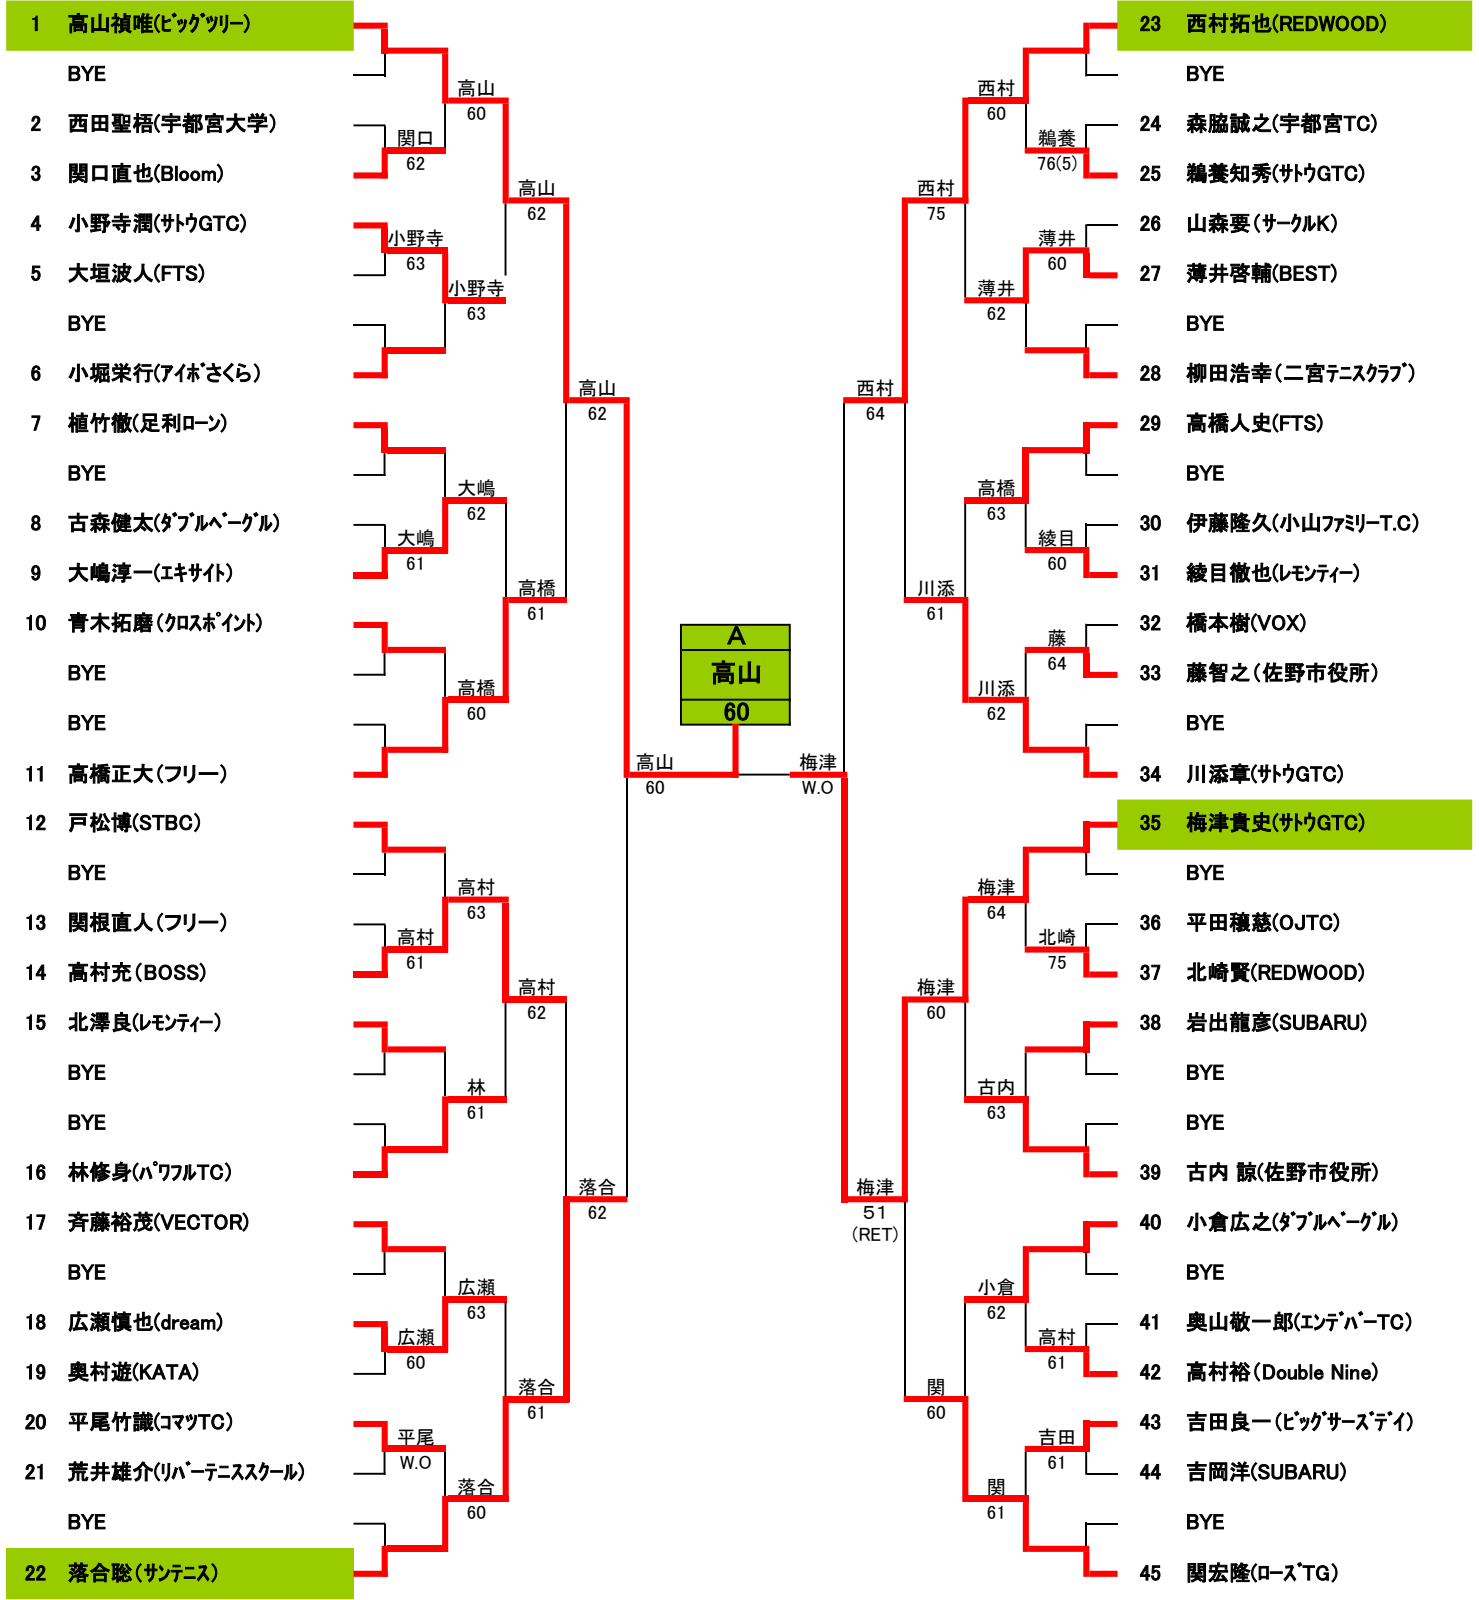 1 高山禎唯(ﾋﾞｯｸﾞﾂﾘｰ)
BYE
2 西田聖梧(宇都宮大学)
3 関口直也(Bloom)
4 小野寺潤(ｻﾄｳGTC)
5 大垣波人(FTS)
BYE
6 小堀栄行(ｱｲﾎﾞさくら)
7 植竹徹(足利ﾛｰﾝ)
BYE
8 古森健太(ﾀﾞﾌﾞﾙﾍﾞｰｸﾞﾙ)
9 大嶋淳一(ｴｷｻｲﾄ)
10 青木拓磨(ｸﾛｽﾎﾟｲﾝﾄ)
BYE
BYE
11 高橋正大(フリー)
12 戸松博(STBC)
BYE
13 関根直人(フリー)
14 高村充(BOSS)
15 北澤良(ﾚﾓﾝﾃｨｰ)
BYE
BYE
16 林修身(ﾊﾟﾜﾌﾙTC)
17 斉藤裕茂(VECTOR)
BYE
18 広瀬慎也(dream)
19 奥村遊(KATA)
20 平尾竹識(ｺﾏﾂTC)
21 荒井雄介(ﾘﾊﾞｰﾃﾆｽｽｸｰﾙ)
BYE
22 落合聡(ｻﾝﾃﾆｽ)
関口
62
小野寺
63
大嶋
61
高村
61
広瀬
60
平尾
W.O
高山
60
小野寺
63
大嶋
62
高橋
60
高村
63
林
61
広瀬
63
落合
60
高山
62
高橋
61
高村
62
落合
61
高山
62
落合
62
高山
60
A
高山
60
梅津
W.O
西村
64
梅津
51
(RET)
西村
75
川添
61
梅津
60
関
60
西村
60
薄井
62
高橋
63
川添
62
梅津
64
古内
63
小倉
62
関
61
鵜養
76(5)
薄井
60
綾目
60
藤
64
北崎
75
高村
61
吉田
61
23 西村拓也(REDWOOD)
BYE
24 森脇誠之(宇都宮TC)
25 鵜養知秀(ｻﾄｳGTC)
26 山森要(ｻｰｸﾙK)
27 薄井啓輔(BEST)
BYE
28 柳田浩幸(二宮ﾃﾆｽｸﾗﾌﾞ)
29 高橋人史(FTS)
BYE
30 伊藤隆久(小山ﾌｧﾐﾘｰT.C)
31 綾目徹也(ﾚﾓﾝﾃｨｰ)
32 橋本樹(VOX)
33 藤智之(佐野市役所)
BYE
34 川添章(ｻﾄｳGTC)
35 梅津貴史(ｻﾄｳGTC)
BYE
36 平田穣慈(OJTC)
37 北崎賢(REDWOOD)
38 岩出龍彦(SUBARU)
BYE
BYE
39 古内 諒(佐野市役所)
40 小倉広之(ﾀﾞﾌﾞﾙﾍﾞｰｸﾞﾙ)
BYE
41 奥山敬一郎(ｴﾝﾃﾞﾊﾞｰTC)
42 高村裕(Double Nine)
43 吉田良一(ﾋﾞｯｸﾞｻｰｽﾞﾃﾞｲ)
44 吉岡洋(SUBARU)
BYE
45 関宏隆(ﾛｰｽﾞTG)